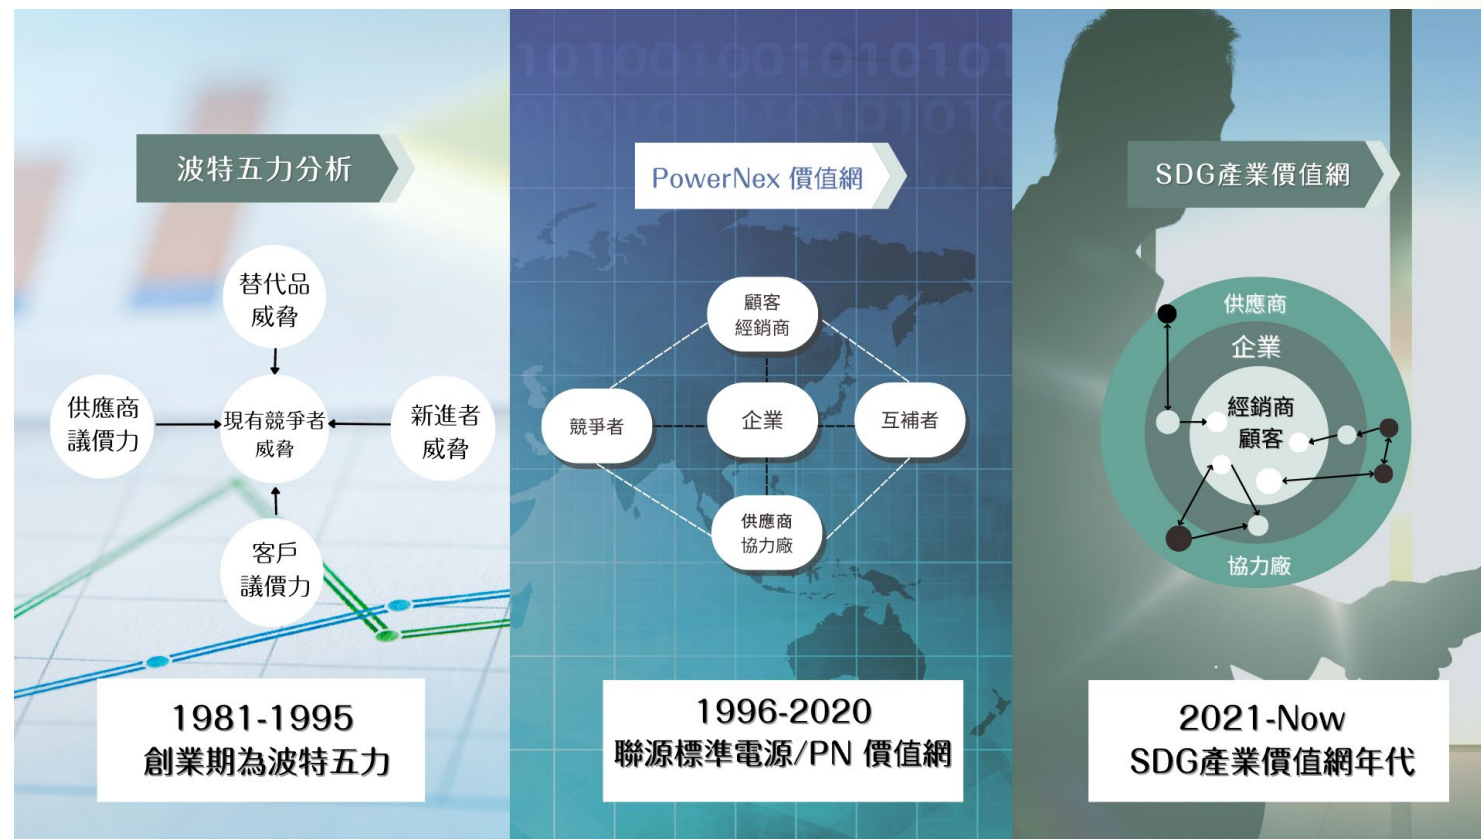 波特五力分析
替代品
威脅
供應商
議價力
現有競爭者
威脅
新進者
威脅
客戶
議價力
1981-1995
創業期為波特五力
PowerNex 價值網
顧客
經銷商
競爭者
企業
互補者
供應商
協力廠
1996-2020
聯源標準電源/PN 價值網
SDG產業價值網
供應商
企業
經銷商
顧客
協力廠
2021-Now
SDG產業價值網年代